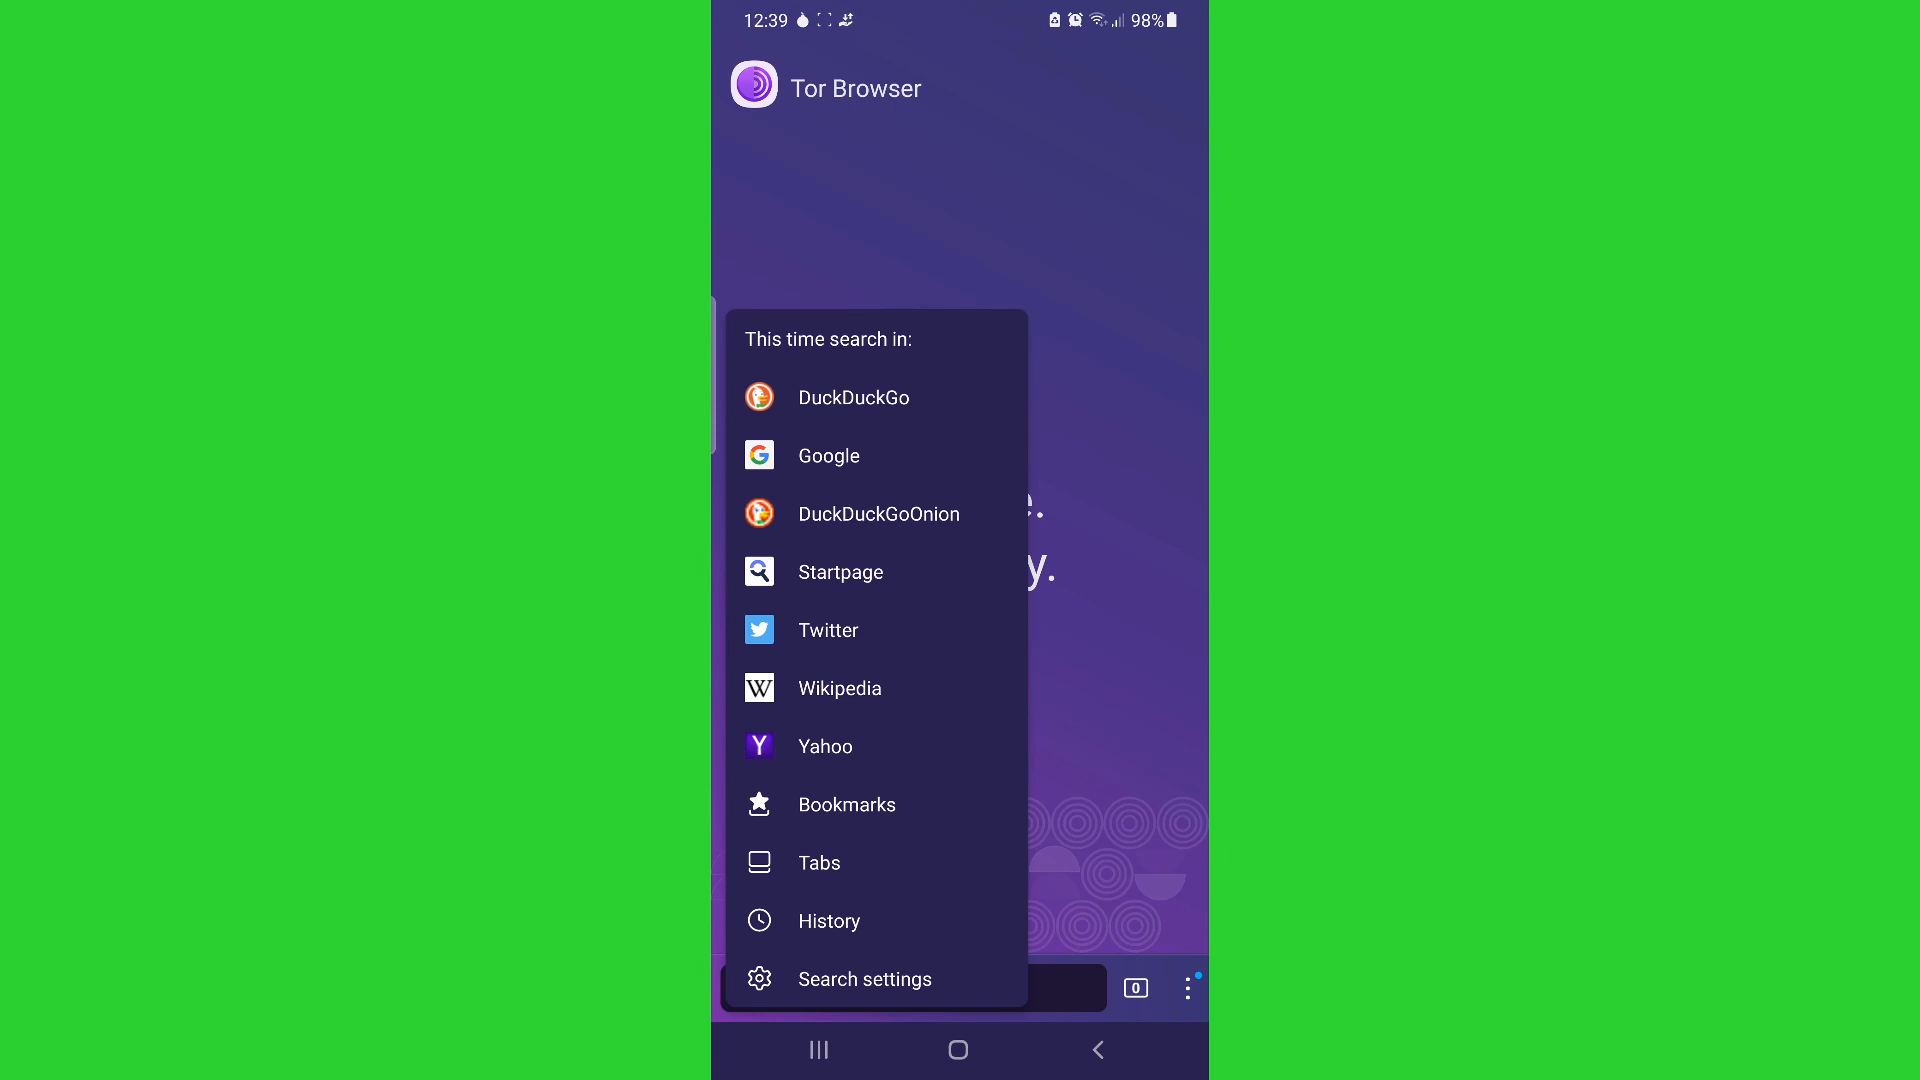 12:39
98%
Tor Browser
This time search in:
DuckDuckGo
Google
DuckDuckGoOnion
Startpage
y.
Twitter
W Wikipedia
Y Yahoo
Bookmarks
Tabs
History
Search settings
0